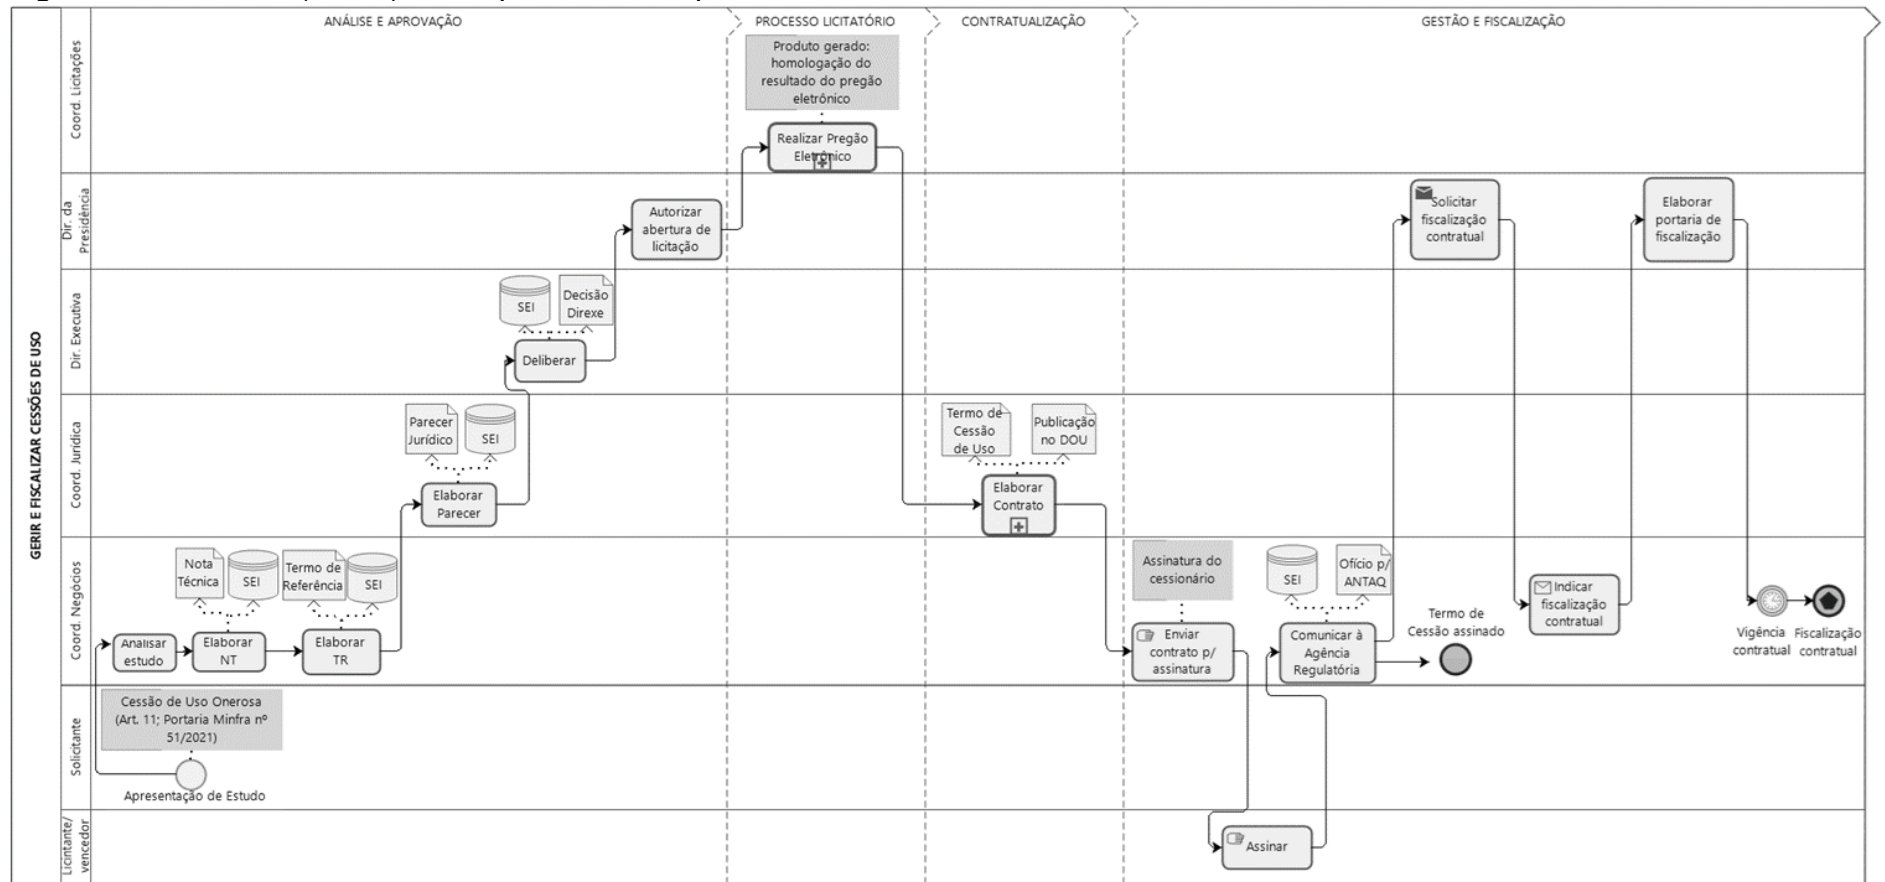 ANÁLISE E APROVAÇÃO
PROCESSO LICITATÓRIO
CONTRATUALIZAÇÃO
GESTÃO E FISCALIZAÇÃO
GERIR E FISCALIZAR CESSÕES DE USO
Coord. Licitações
Produto gerado:
homologação do
resultado do pregão
eletrônico
Realizar Pregão
Eletrônico
Dir. da
Presidência
Autorizar
abertura de
licitação
Solicitar
fiscalização
contratual
Elaborar
portaria de
fiscalização
Dir. Executiva
SEI
Decisão
Direxe
Deliberar
Coord. Jurídica
Parecer
Jurídico
SEI
Elaborar
Parecer
Termo de
Cessão
de Uso
Publicação
no DOU
Elaborar
Contrato
Coord. Negócios
Nota
Técnica
SEI
Termo de
Referência
SEI
Analisar
estudo
Elaborar
NT
Elaborar
TR
Assinatura do
cessionário
Enviar
contrato p/
assinatura
SEI
Ofício p/
ANTAQ
Comunicar à
Agência
Regulatória
Termo de
Cessão assinado
Indicar
fiscalização
contratual
Vigência
contratual
Fiscalização
contratual
Solicitante
Cessão de Uso Onerosa
(Art. 11; Portaria Minfra nº
51/2021)
Apresentação de Estudo
Licintante/
vencedor
Assinar